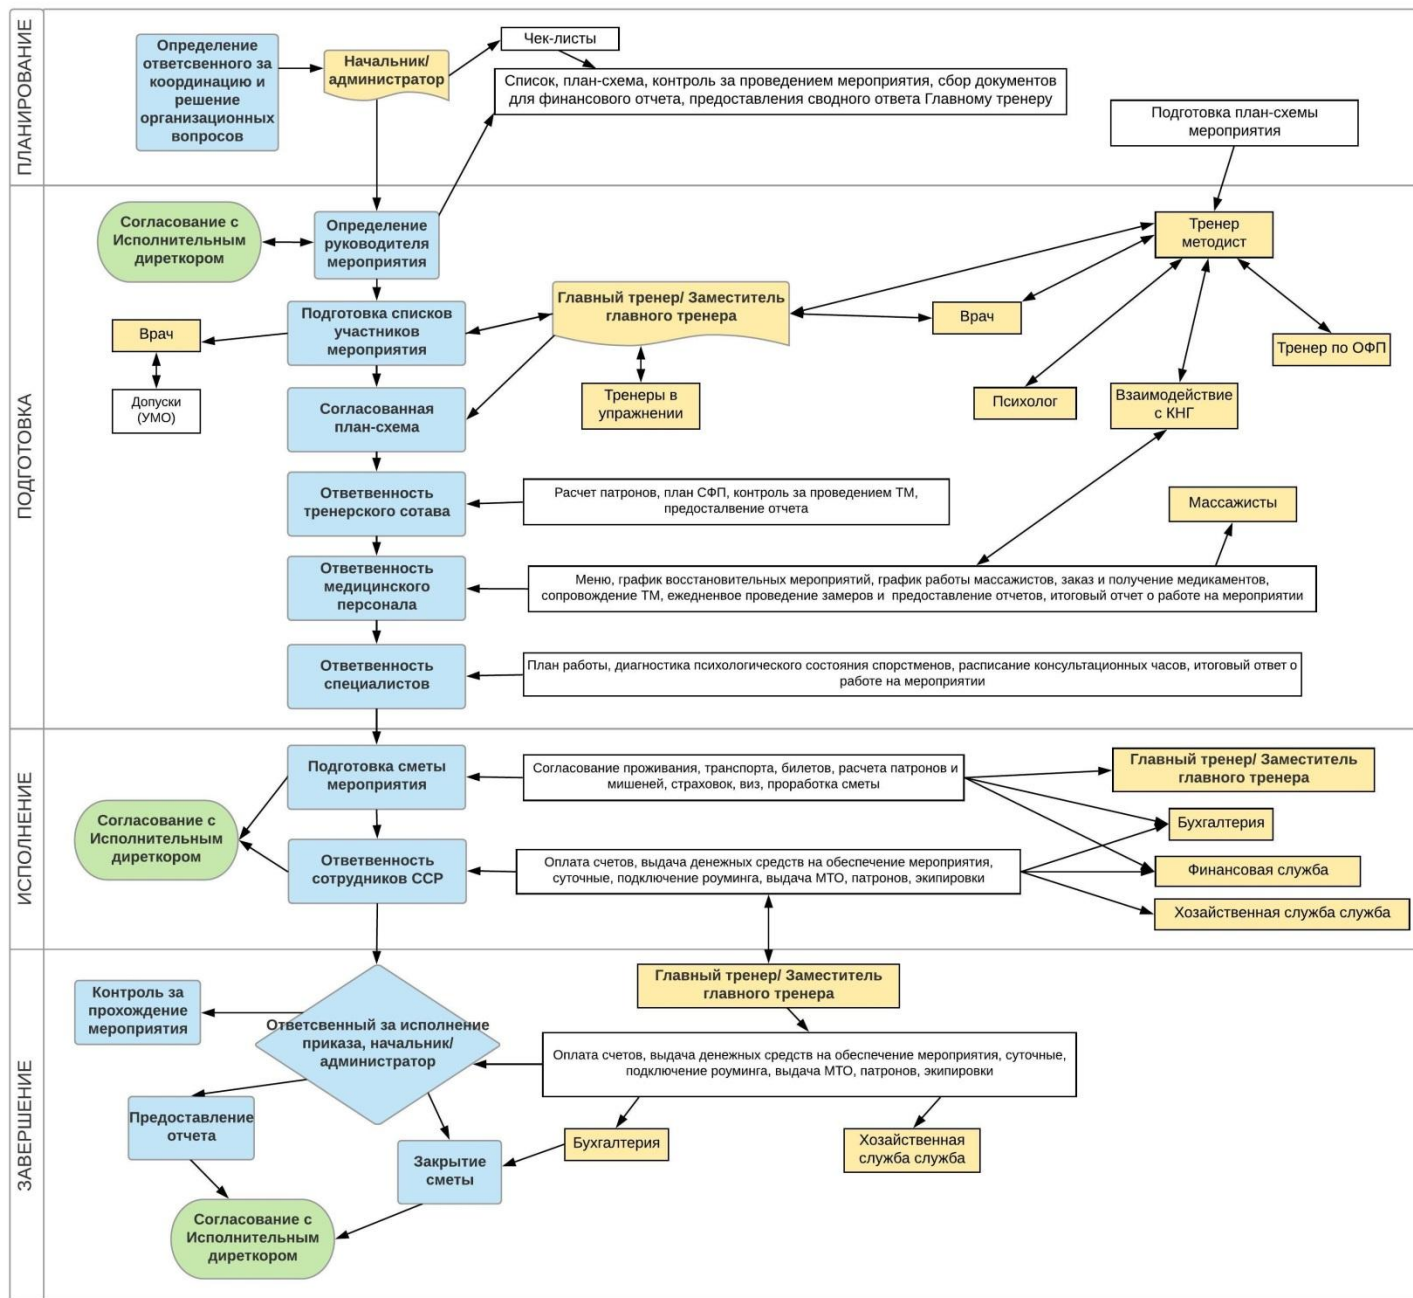 ПЛАНИРОВАНИЕ
Определение
ответсвенного за
координацию и
решение
организационных
вопросов
Начальник/
администратор
Чек-листы
Список, план-схема, контроль за проведением мероприятия, сбор документов
для финансового отчета, предоставления сводного ответа Главному тренеру
Подготовка план-схемы
мероприятия
ПОДГОТОВКА
Согласование с
Исполнительным
диреткором
Определение
руководителя
мероприятия
Тренер
методист
Подготовка списков
участников
мероприятия
Главный тренер/ Заместитель
главного тренера
Врач
Врач
Тренер по ОФП
Допуски
(УМО)
Согласованная
план-схема
Тренеры в
упражнении
Психолог
Взаимодействие
с КНГ
Ответвенность
тренерского сотава
Расчет патронов, план СФП, контроль за проведением ТМ,
предосталвение отчета
Массажисты
Ответвенность
медицинского
персонала
Меню, график восстановительных мероприятий, график работы массажистов, заказ и получение медикаментов,
сопровождение ТМ, ежедненвое проведение замеров и предоставление отчетов, итоговый отчет о работе на мероприятии
Ответвенность
специалистов
План работы, диагностика психологического состояния спортсменов, расписание консультационных часов, итоговый ответ о
работе на мероприятии
ИСПОЛНЕНИЕ
Подготовка сметы
мероприятия
Согласование проживания, транспорта, билетов, расчета патронов и
мишеней, страховок, виз, проработка сметы
Главный тренер/ Заместитель
главного тренера
Согласование с
Исполнительным
диреткором
Бухгалтерия
Ответвенность
сотрудников ССР
Оплата счетов, выдача денежных средств на обеспечение мероприятия,
суточные, подключение роуминга, выдача МТО, патронов, экипировки
Финансовая служба
Хозайственная служба служба
ЗАВЕРШЕНИЕ
Контроль за
прохождение
мероприятия
Ответсвенный за исполнение
приказа, начальник/
администратор
Главный тренер/ Заместитель
главного тренера
Оплата счетов, выдача денежных средств на обеспечение мероприятия, суточные,
подключение роуминга, выдача МТО, патронов, экипировки
Предоставление
отчета
Закрытие
сметы
Бухгалтерия
Хозайственная
служба служба
Согласование с
Исполнительным
диреткором